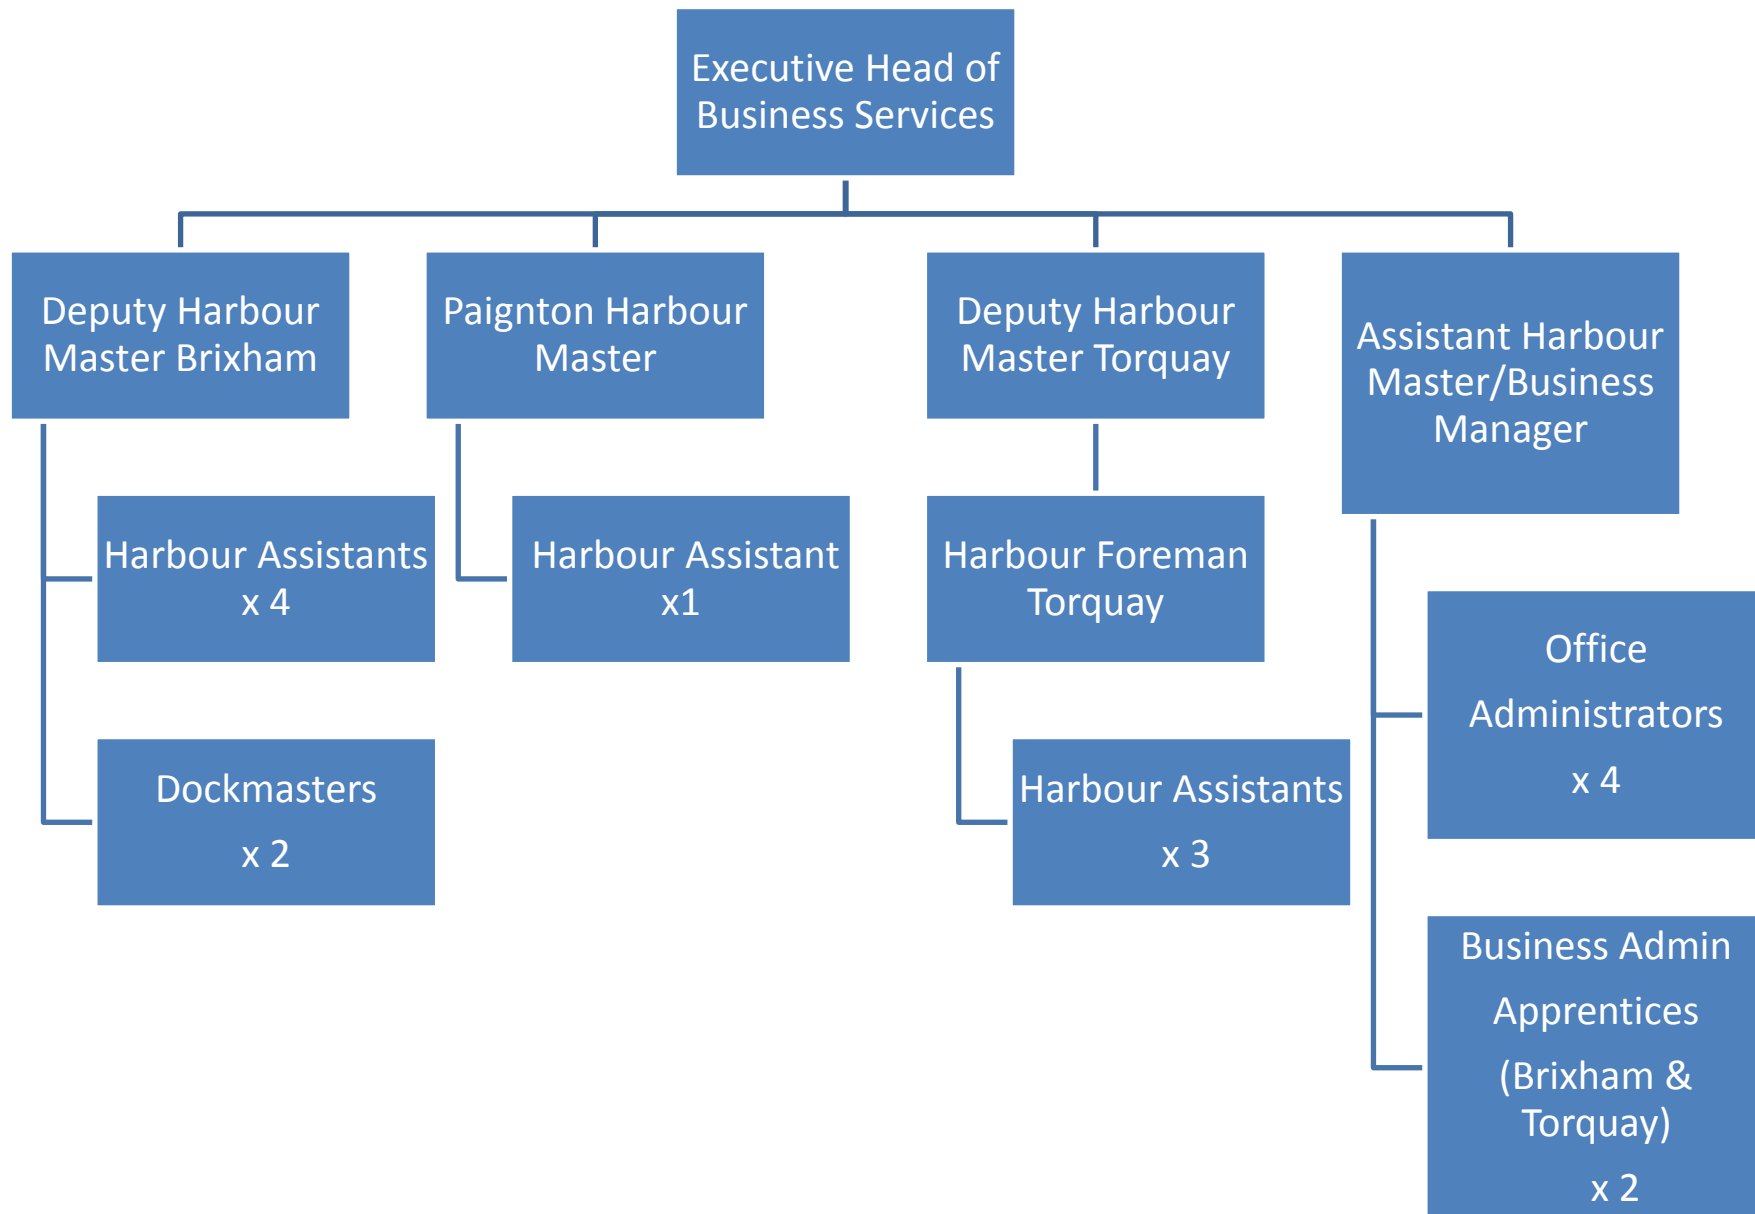 Executive Head of
Business Services
Deputy Harbour
Master Brixham
Paignton Harbour
Master
Deputy Harbour
Master Torquay
Assistant Harbour
Master/Business
Manager
Harbour Assistants
x 4
Harbour Assistant
x1
Harbour Foreman
Torquay
Office
Administrators
x 4
Dockmasters
x 2
Harbour Assistants
x 3
Business Admin
Apprentices
(Brixham &
Torquay)
x 2